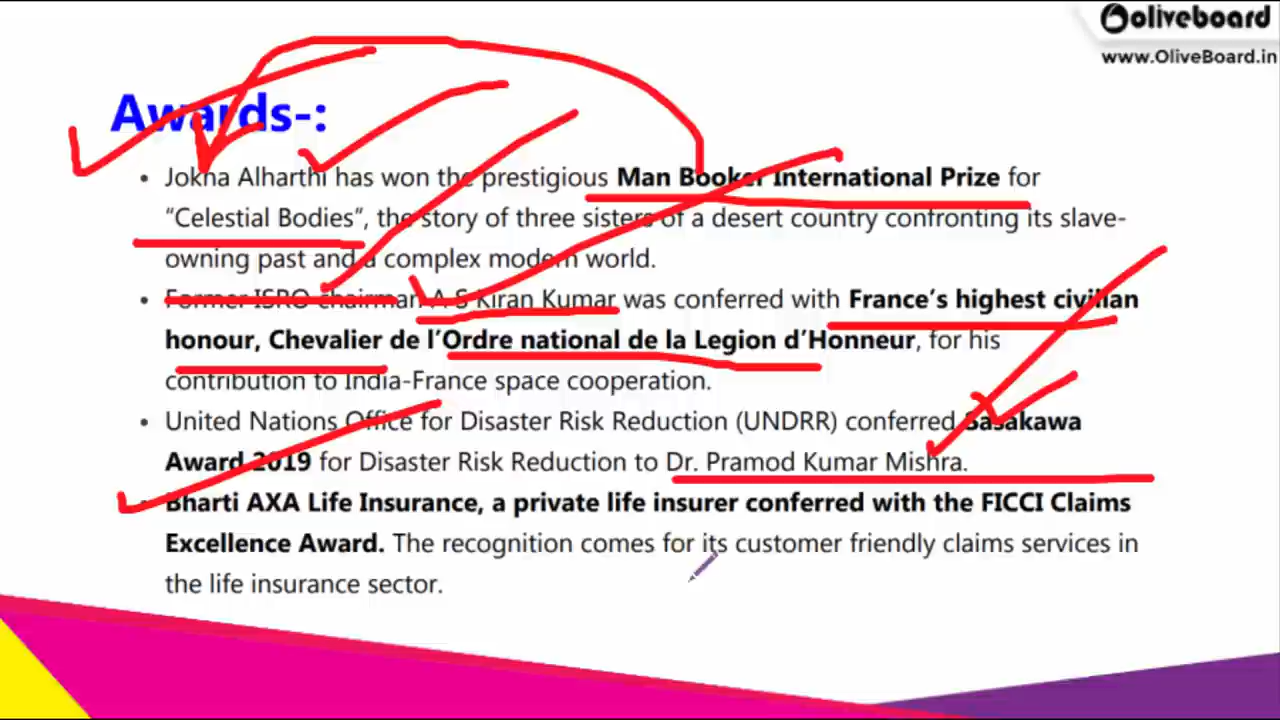 oliveboard
www.OliveBoard.in
Awards-:
• Jokha Alharthi has won the prestigious Man Booker International Prize for
“Celestial Bodies”, the story of three sisters of a desert country confronting its slave-
owning past and a complex modern world.
• Former ISRO chairman A S Kiran Kumar was conferred with France’s highest civilian
honour, Chevalier de l’Ordre national de la Legion d’Honneur, for his
contribution to India-France space cooperation.
• United Nations Office for Disaster Risk Reduction (UNDRR) conferred Sasakawa
Award 2019 for Disaster Risk Reduction to Dr. Pramod Kumar Mishra.
• Bharti AXA Life Insurance, a private life insurer conferred with the FICCI Claims
Excellence Award. The recognition comes for its customer friendly claims services in
the life insurance sector.